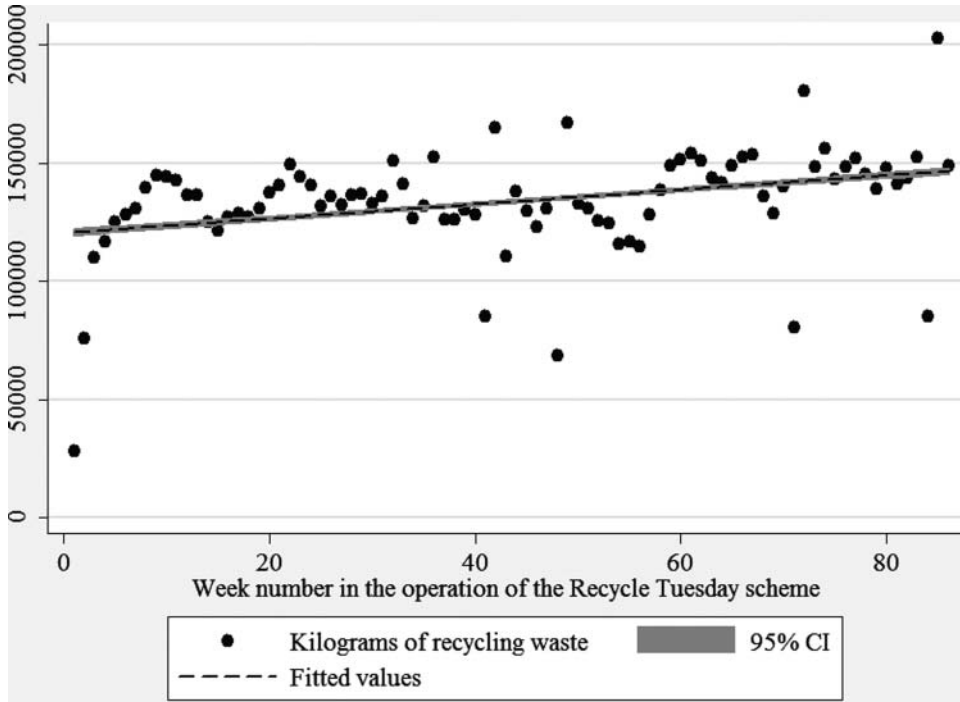 200000
150000
100000
50000
0
0 20 40 60 80
Week number in the operation of the Recycle Tuesday scheme
Kilograms of recycling waste 95% CI
Fitted values